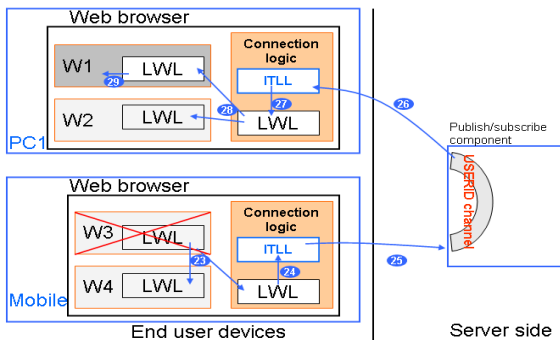 Web browser
W1
LWL
29
W2
LWL
28
Connection
logic
ITLL
27
LWL
PC1
26
Publish/subscribe
component
USERID channel
Web browser
W3
LWL
23
W4
LWL
Connection
logic
ITLL
24
LWL
25
Mobile
End user devices
Server side